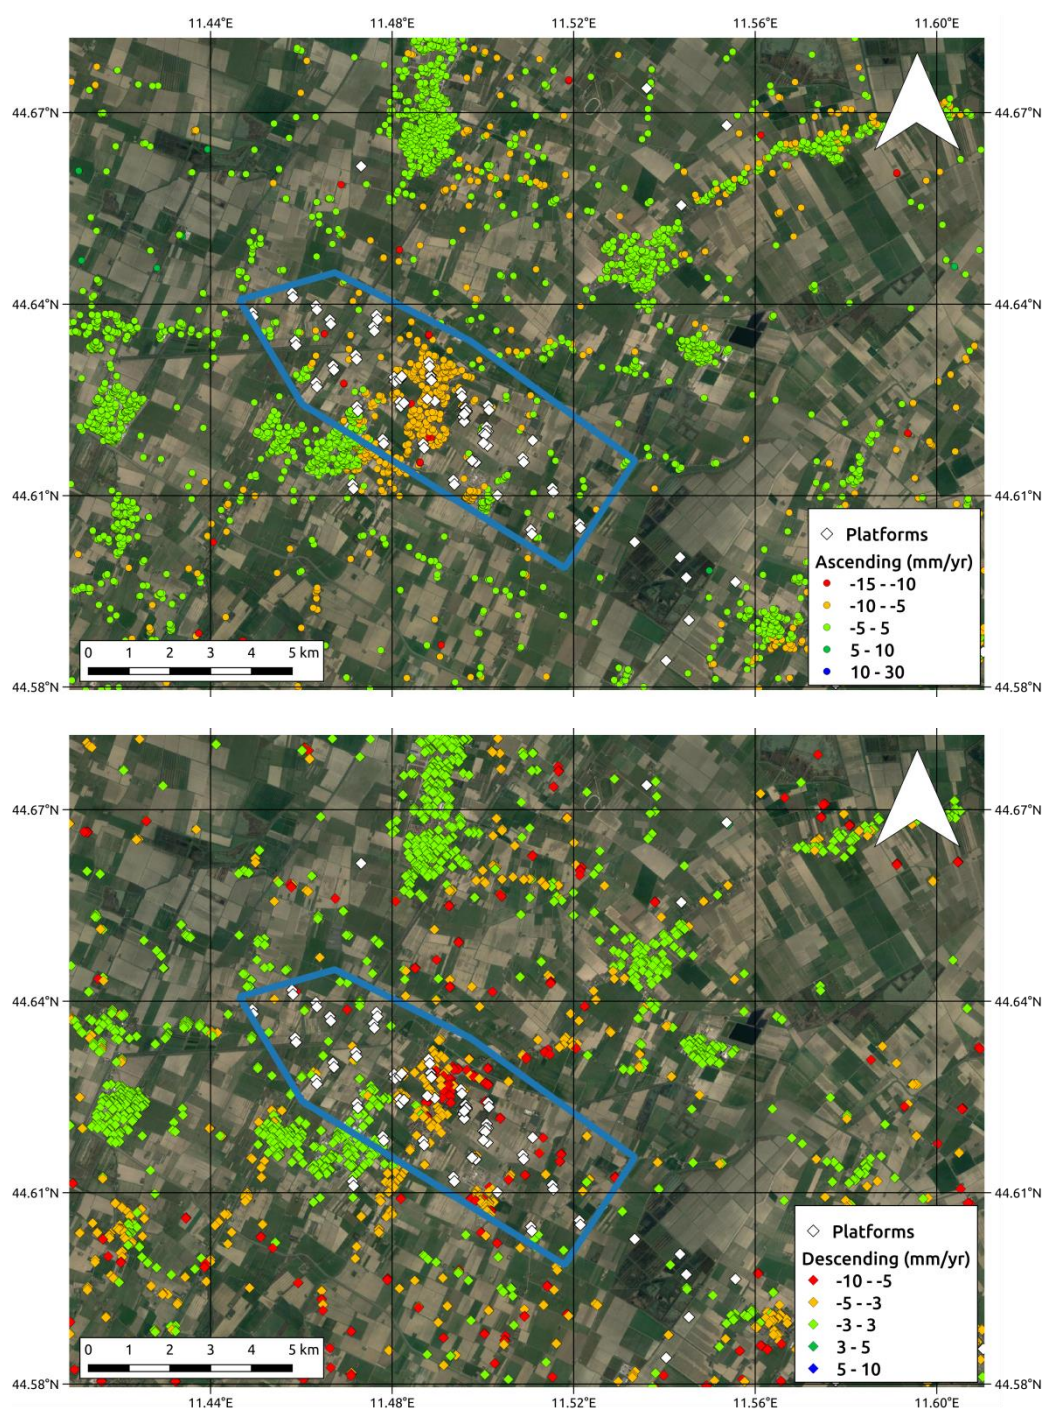 11.44°E 11.48°E 11.52°E 11.56°E 11.60°E
44.67°N 44.67°N
44.64°N 44.64°N
44.61°N 44.61°N
Platforms
Ascending (mm/yr)
-15 - -10
-10 - -5
-5 - 5
5 - 10
10 - 30
0 1 2 3 4 5 km
44.58°N 44.58°N
44.67°N 44.67°N
44.64°N 44.64°N
44.61°N 44.61°N
Platforms
Descending (mm/yr)
-10 - -5
-5 - -3
-3 - 3
3 - 5
5 - 10
0 1 2 3 4 5 km
44.58°N 44.58°N
11.44°E 11.48°E 11.52°E 11.56°E 11.60°E